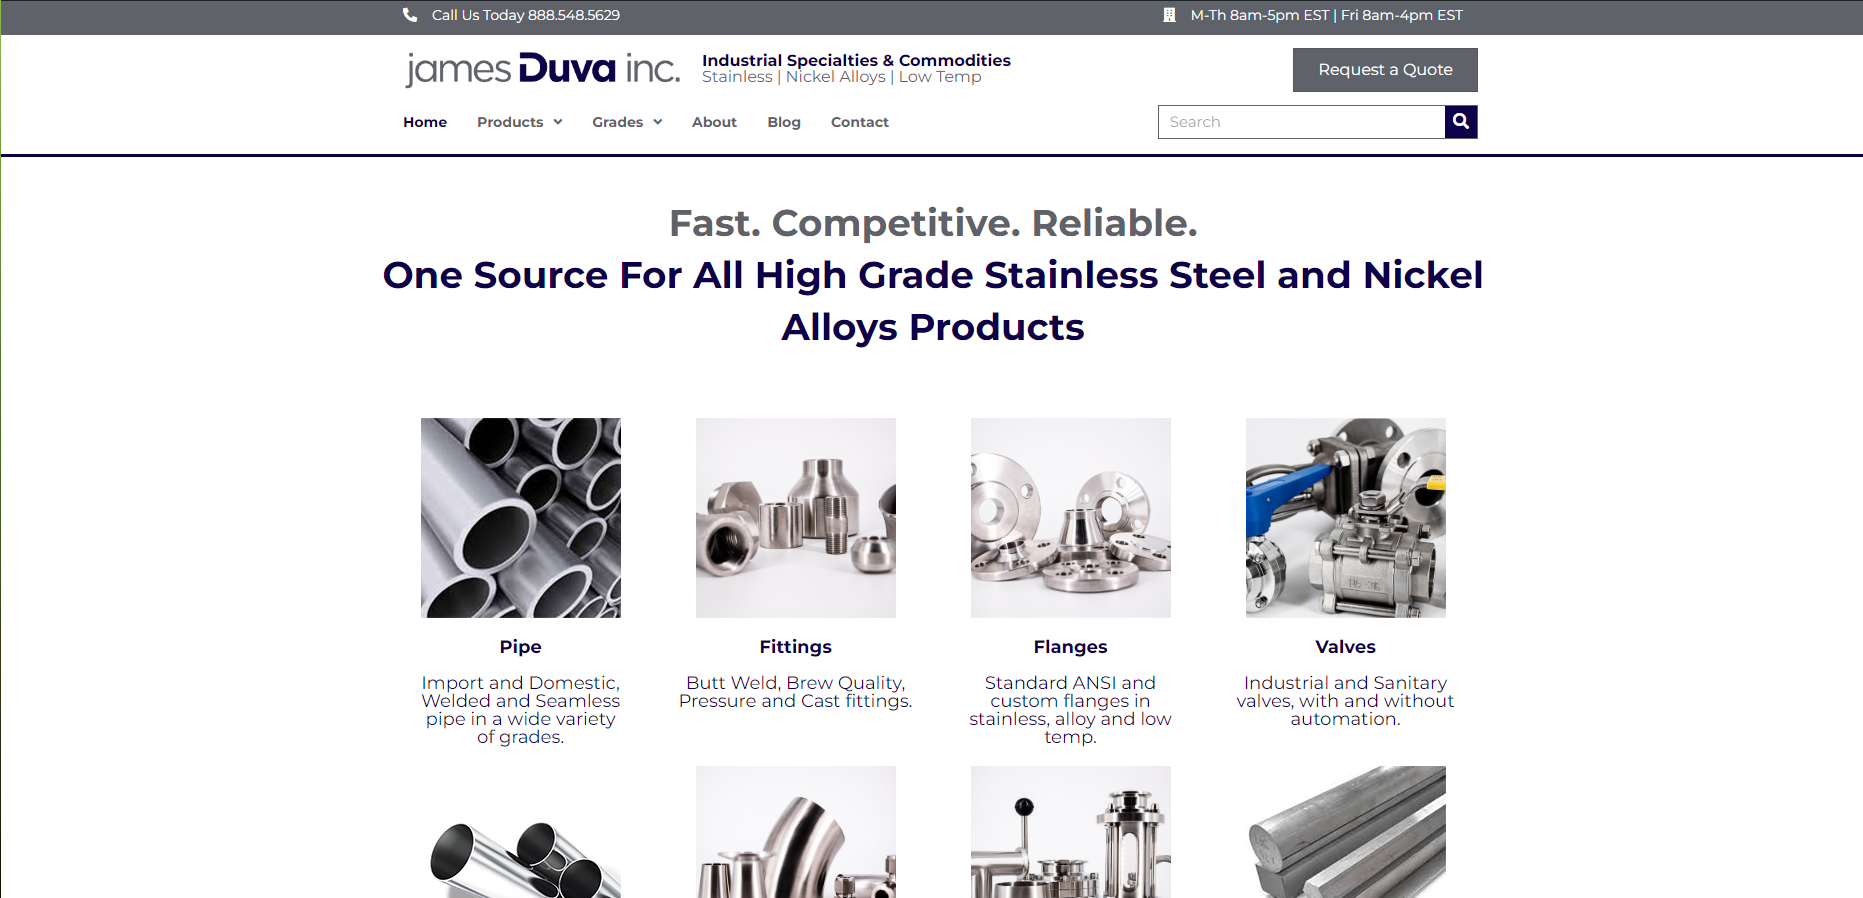 Call Us Today 888.548.5629
M-Th 8am-5pm EST | Fri 8am-4pm EST
james Duva inc.
Industrial Specialties & Commodities
Stainless | Nickel Alloys | Low Temp
Request a Quote
Home
Products
Grades
About
Blog
Contact
Search
Fast. Competitive. Reliable.
One Source For All High Grade Stainless Steel and Nickel
Alloys Products
Pipe
Import and Domestic,
Welded and Seamless
pipe in a wide variety
of grades.
Fittings
Butt Weld, Brew Quality,
Pressure and Cast fittings.
Flanges
Standard ANSI and
custom flanges in
stainless, alloy and low
temp.
Valves
Industrial and Sanitary
valves, with and without
automation.